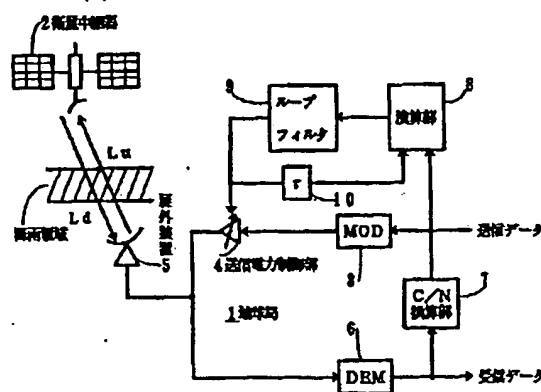 2衛星中継器
Lu
Ld
降雨領域
屋外装置
5
9
ループ
フィルタ
8
演算部
τ
10
4送信電力制御部
MOD
3
送信データ
1地球局
C/N
演算部
7
6
DEM
受信データ